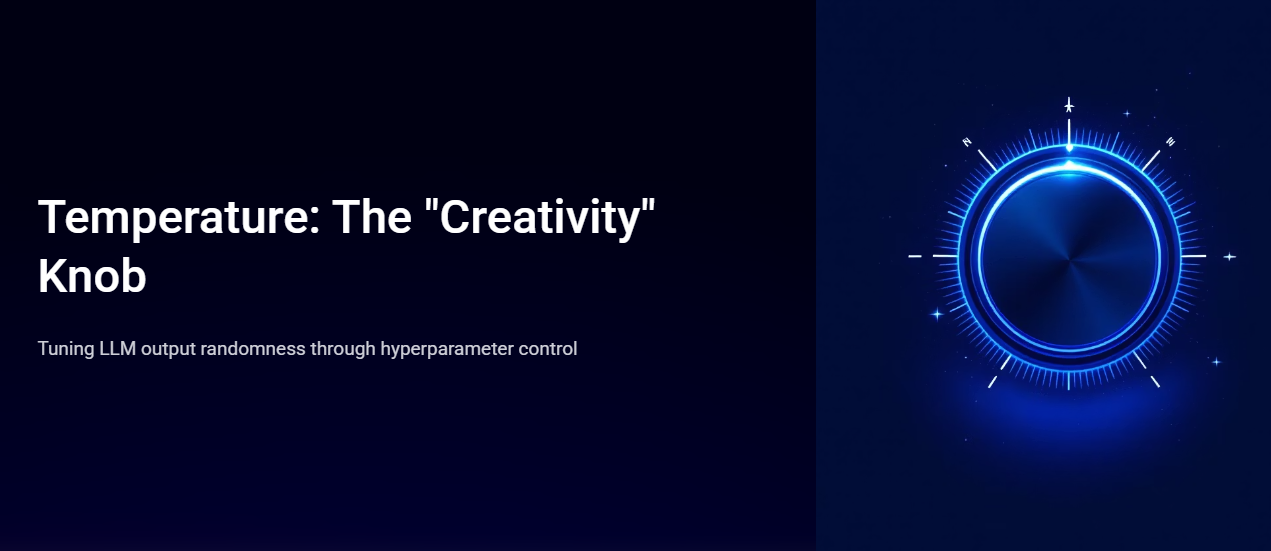 Temperature: The "Creativity"
Knob
Tuning LLM output randomness through hyperparameter control